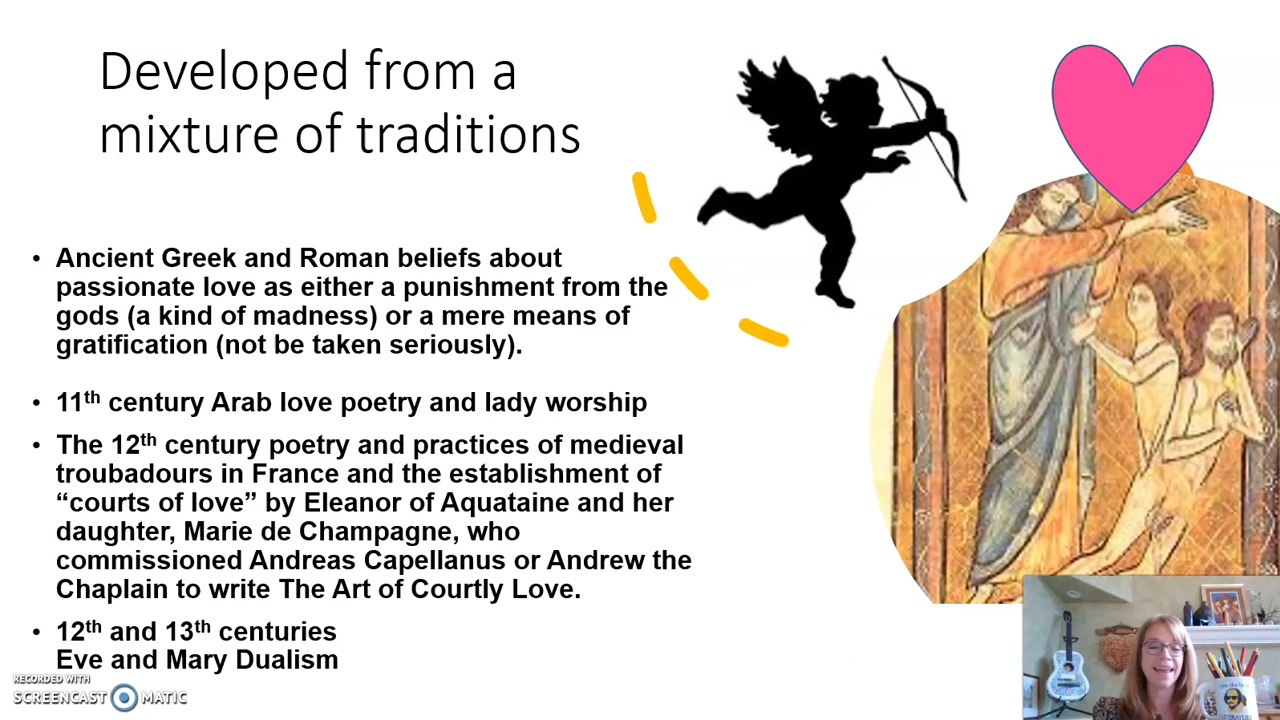 Developed from a
mixture of traditions
• Ancient Greek and Roman beliefs about
passionate love as either a punishment from the
gods (a kind of madness) or a mere means of
gratification (not be taken seriously).
• 11th century Arab love poetry and lady worship
• The 12th century poetry and practices of medieval
troubadours in France and the establishment of
“courts of love” by Eleanor of Aquataine and her
daughter, Marie de Champagne, who
commissioned Andreas Capellanus or Andrew the
Chaplain to write The Art of Courtly Love.
• 12th and 13th centuries
Eve and Mary Dualism
RECORDED WITH
SCREENCAST MATIC